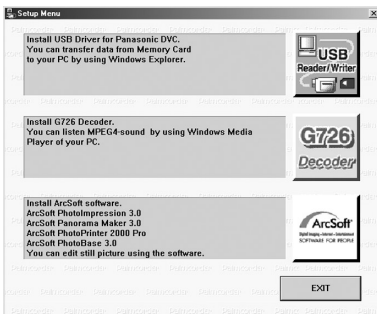 Setup Menu
Install USB Driver for Panasonic DVC.
You can transfer data from Memory Card
to your PC by using Windows Explorer.
USB
Reader/Writer
Install G726 Decoder.
You can listen MPEG4-sound by using Windows Media
Player of your PC.
G726
Decoder
Install ArcSoft software.
ArcSoft PhotoImpression 3.0
ArcSoft Panorama Maker 3.0
ArcSoft PhotoPrinter 2000 Pro
ArcSoft PhotoBase 3.0
You can edit still picture using the software.
ArcSoft
SOFTWARE FOR PEOPLE
EXIT